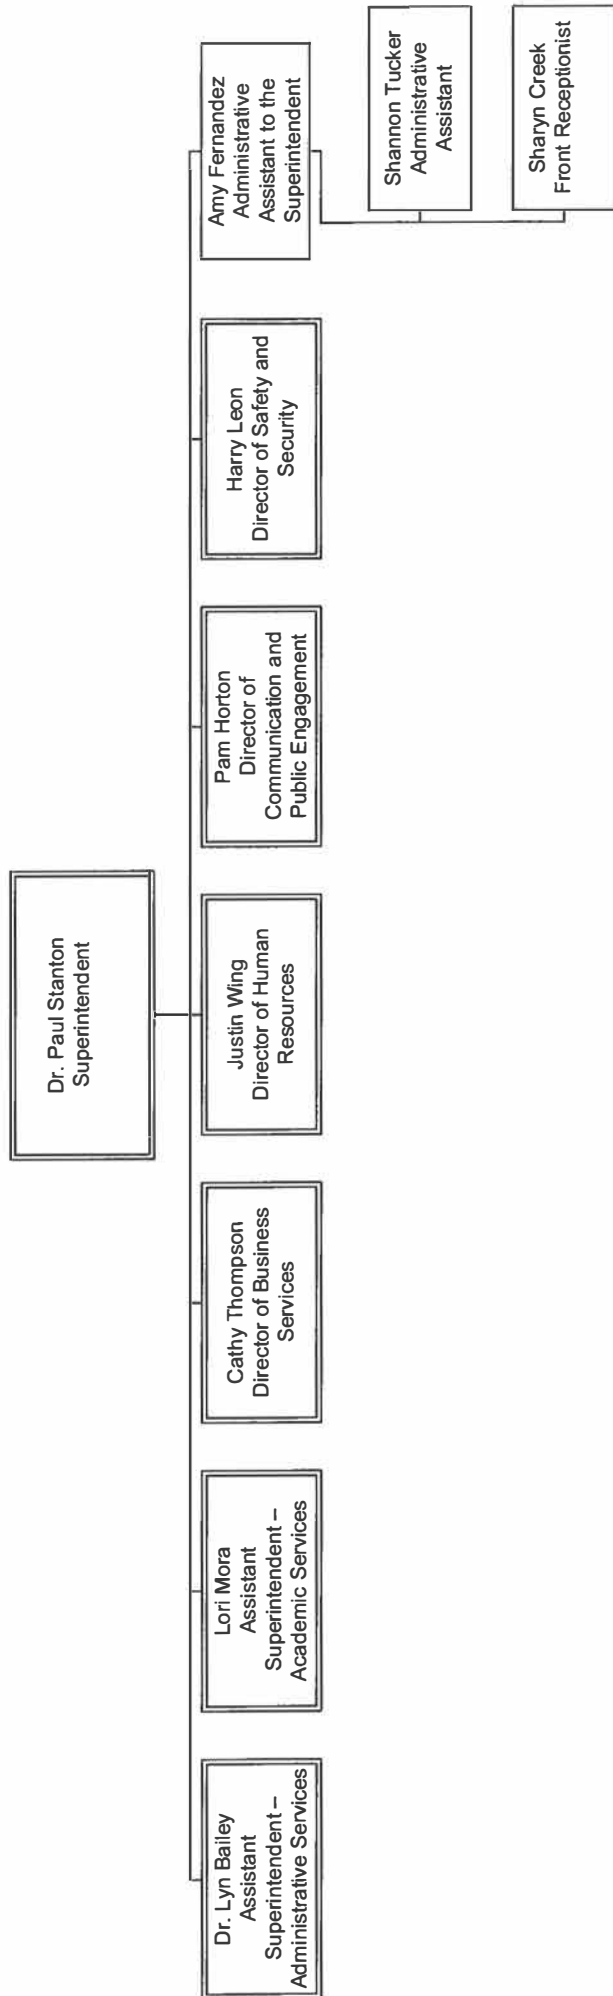 Dr. Paul Stanton
Superintendent
Dr. Lyn Bailey
Assistant
Superintendent –
Administrative Services
Lori Mora
Assistant
Superintendent –
Academic Services
Cathy Thompson
Director of Business
Services
Justin Wing
Director of Human
Resources
Pam Horton
Director of
Communication and
Public Engagement
Harry Leon
Director of Safety and
Security
Amy Fernandez
Administrative
Assistant to the
Superintendent
Shannon Tucker
Administrative
Assistant
Sharyn Creek
Front Receptionist